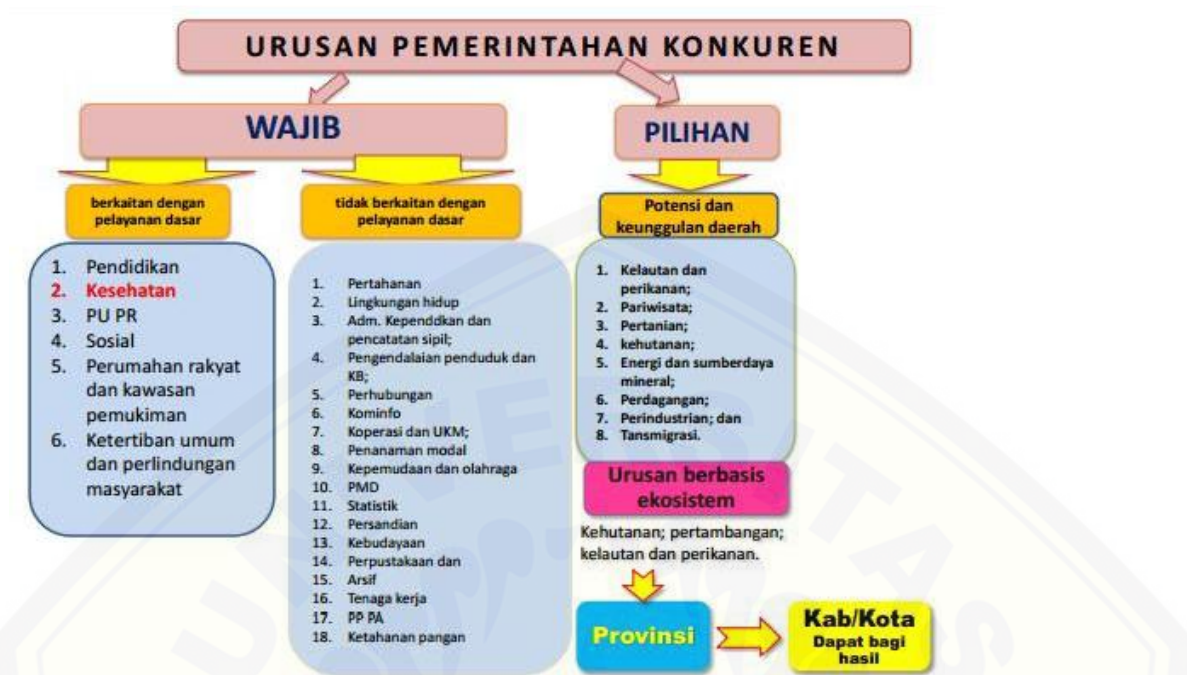 URUSAN PEMERINTAHAN KONKUREN
WAJIB
PILIHAN
berkaitan dengan
pelayanan dasar
tidak berkaitan dengan
pelayanan dasar
Potensi dan
keunggulan daerah
1. Pendidikan
2. Kesehatan
3. PU PR
4. Sosial
5. Perumahan rakyat
dan kawasan
pemukiman
6. Ketertiban umum
dan perlindungan
masyarakat
1. Pertahanan
2. Lingkungan hidup
3. Adm. Kependdkan dan
pencatatan sipil;
4. Pengendalaian penduduk dan
KB;
5. Perhubungan
6. Kominfo
7. Koperasi dan UKM;
8. Penanaman modal
9. Kepemudaan dan olahraga
10. PMD
11. Statistik
12. Persandian
13. Kebudayaan
14. Perpustakaan dan
15. Arsif
16. Tenaga kerja
17. PP PA
18. Ketahanan pangan
1. Kelautan dan
perikanan;
2. Pariwisata;
3. Pertanian;
4. kehutanan;
5. Energi dan sumberdaya
mineral;
6. Perdagangan;
7. Perindustrian; dan
8. Tansmigrasi.
Urusan berbasis
ekosistem
Kehutanan; pertambangan;
kelautan dan perikanan.
Provinsi
Kab/Kota
Dapat bagi
hasil
UNIVERSITAS